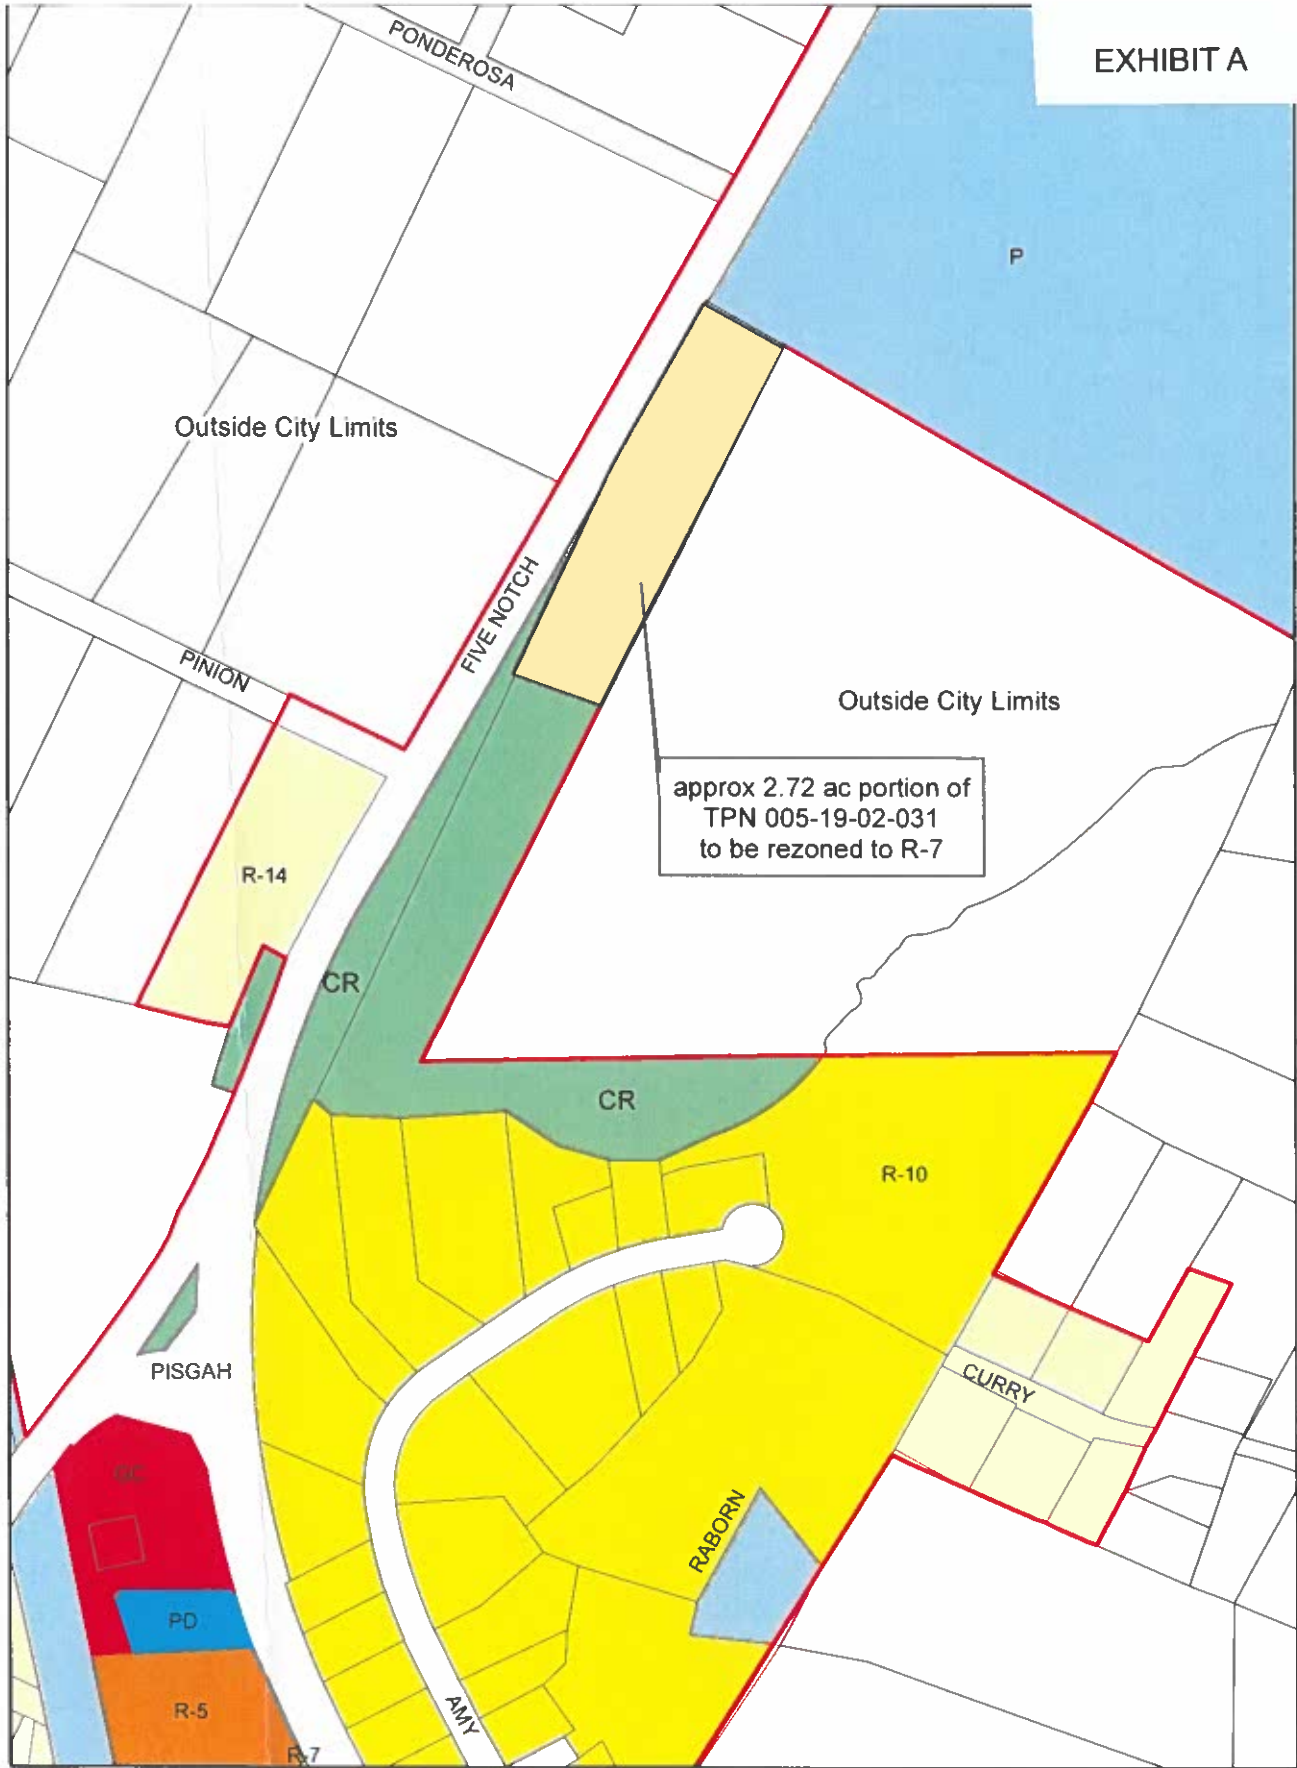 EXHIBIT A
PONDEROSA
P
Outside City Limits
FIVE NOTCH
PINION
Outside City Limits
approx 2.72 ac portion of
TPN 005-19-02-031
to be rezoned to R-7
R-14
CR
CR
R-10
PISGAH
CURRY
GC
RABORN
PD
R-5
AMY
R-7